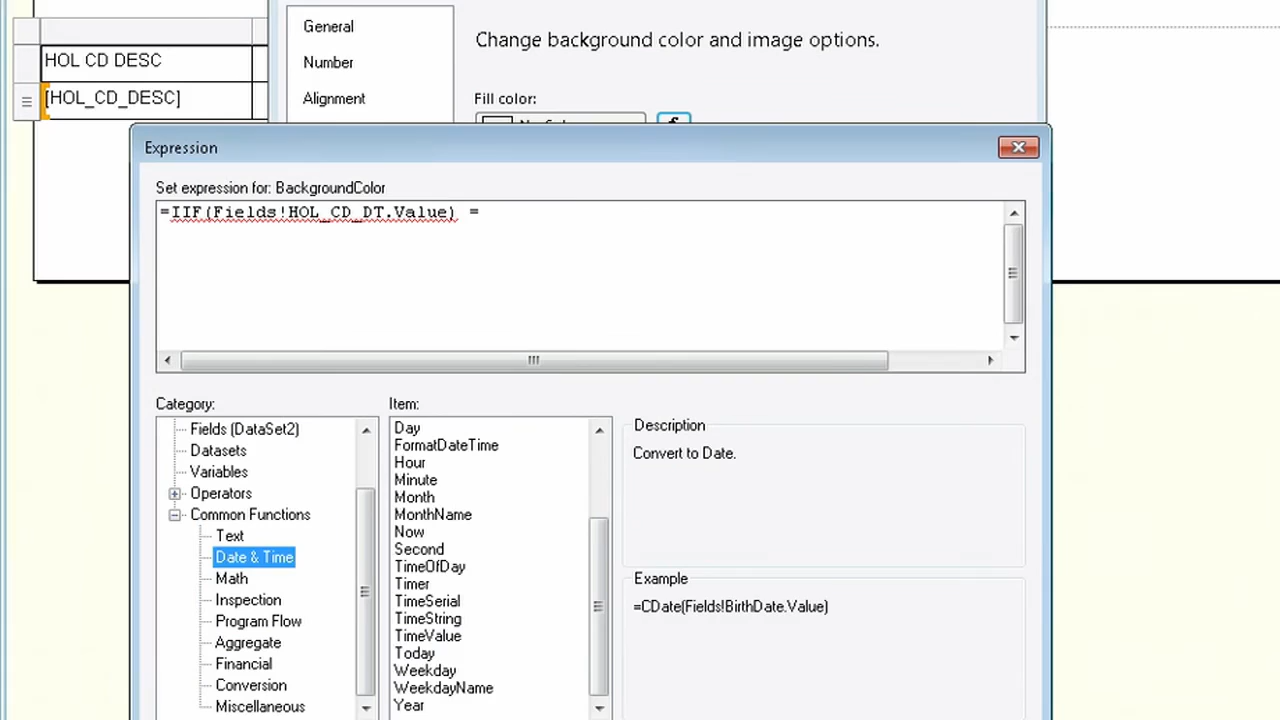 General
Change background color and image options.
HOL CD DESC
Number
[HOL_CD_DESC]
Alignment
Fill color:
Expression
Set expression for: BackgroundColor
=IIF(Fields!HOL_CD_DT.Value) =
Category:
Item:
Fields (DataSet2)
Datasets
Variables
Operators
Common Functions
Text
Date & Time
Math
Inspection
Program Flow
Aggregate
Financial
Conversion
Miscellaneous
Day
FormatDateTime
Hour
Minute
Month
MonthName
Now
Second
TimeOfDay
Timer
TimeSerial
TimeString
TimeValue
Today
Weekday
WeekdayName
Year
Description
Convert to Date.
Example
=CDate(Fields!BirthDate.Value)